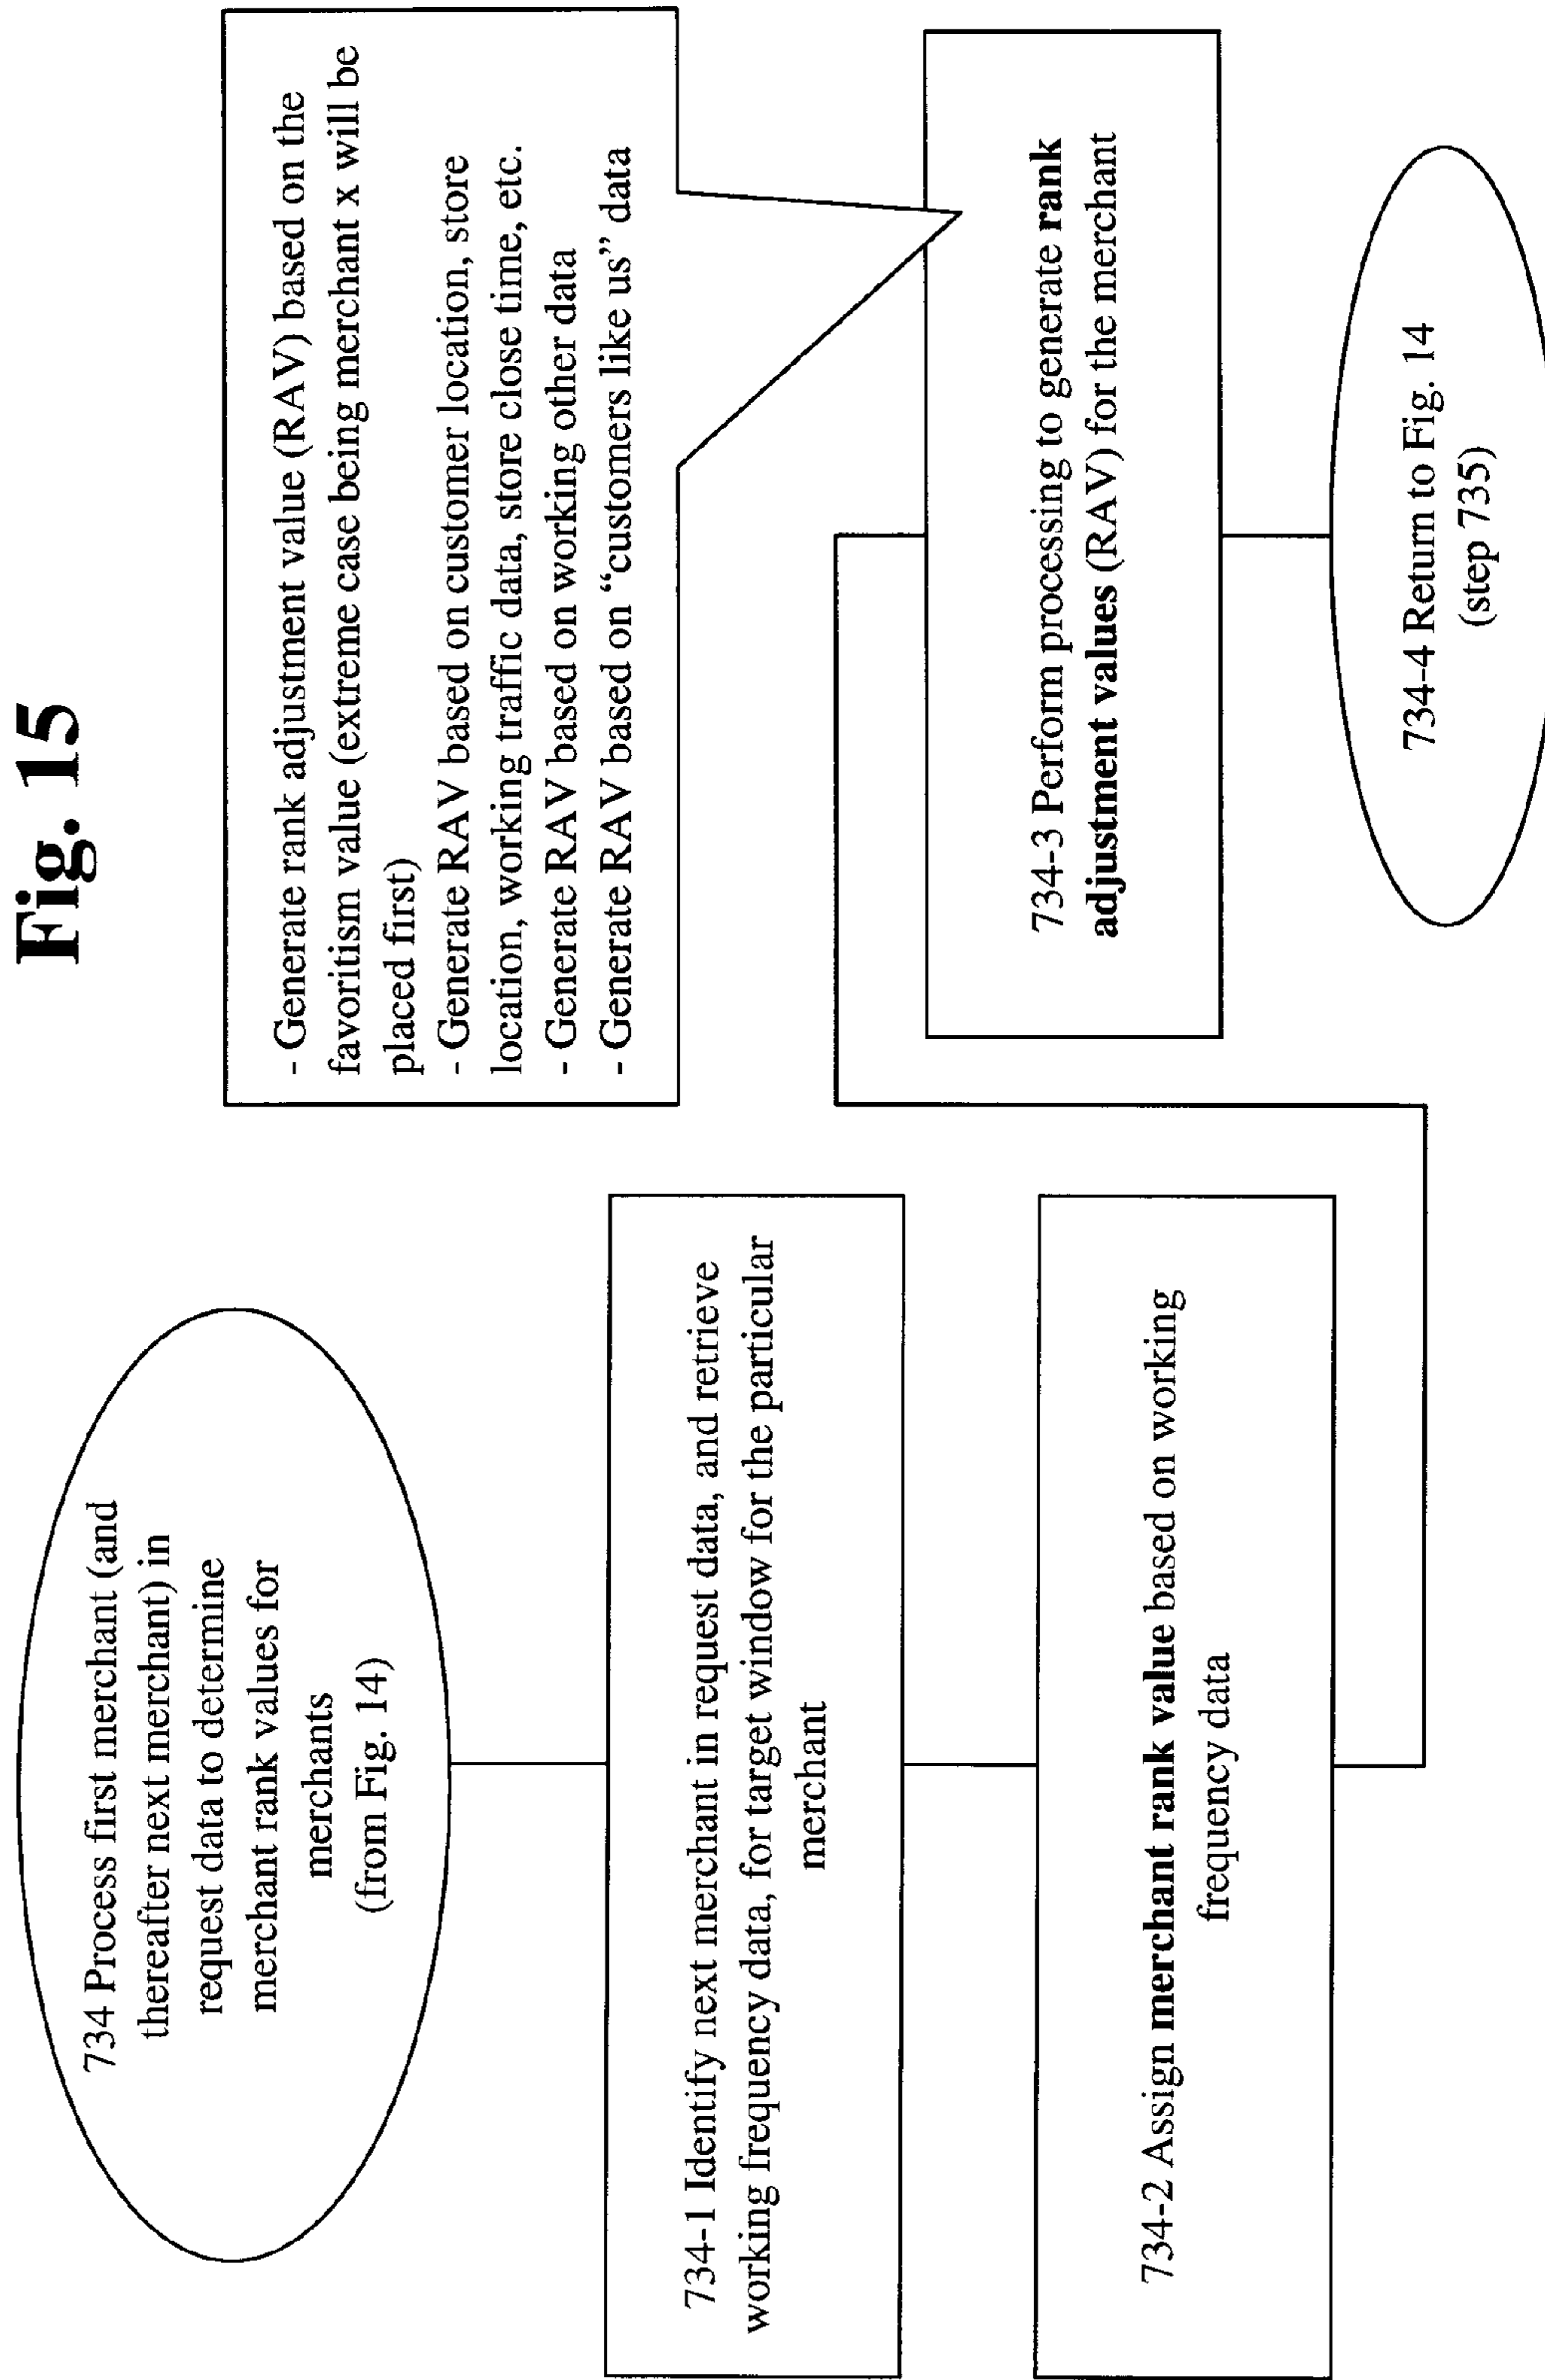 Fig. 15
734 Process first merchant (and
thereafter next merchant) in
request data to determine
merchant rank values for
merchants
(from Fig. 14)
734-1 Identify next merchant in request data, and retrieve
working frequency data, for target window for the particular
merchant
734-2 Assign merchant rank value based on working
frequency data
- Generate rank adjustment value (RAV) based on the
favoritism value (extreme case being merchant x will be
placed first)
- Generate RAV based on customer location, store
location, working traffic data, store close time, etc.
- Generate RAV based on working other data
- Generate RAV based on “customers like us” data
734-3 Perform processing to generate rank
adjustment values (RAV) for the merchant
734-4 Return to Fig. 14
(step 735)